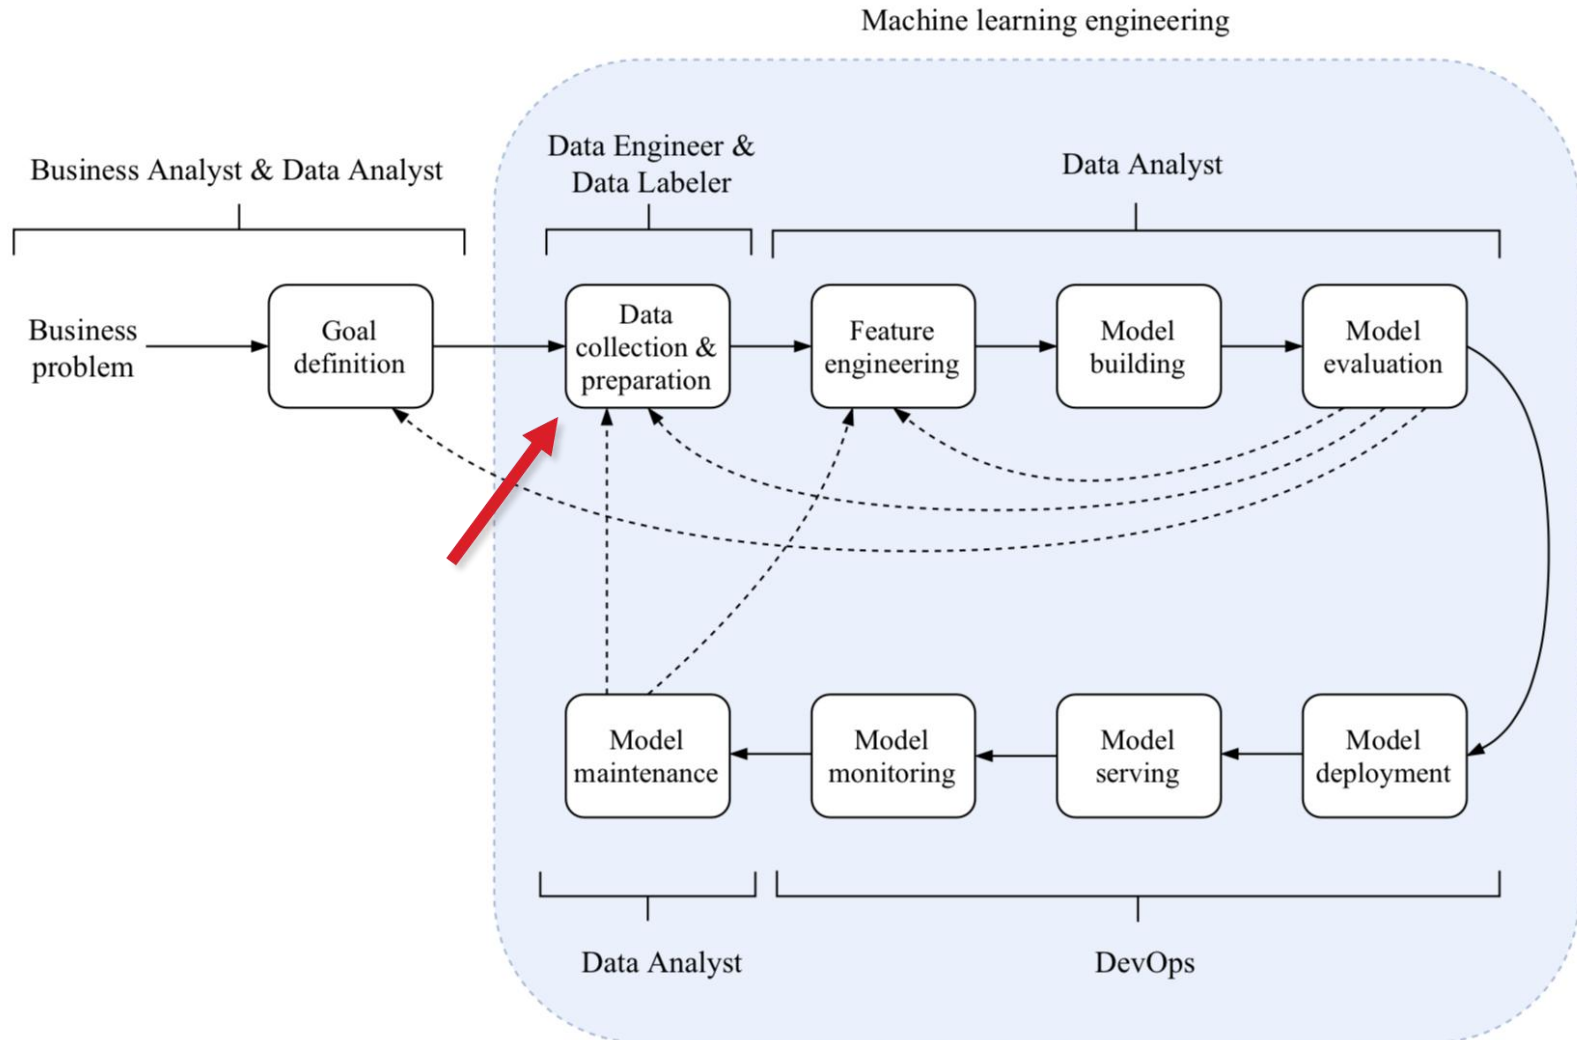 Machine learning engineering
Business Analyst & Data Analyst
Data Engineer &
Data Labeler
Data Analyst
Business
problem
Goal
definition
Data
collection &
preparation
Feature
engineering
Model
building
Model
evaluation
Model
maintenance
Model
monitoring
Model
serving
Model
deployment
Data Analyst
DevOps